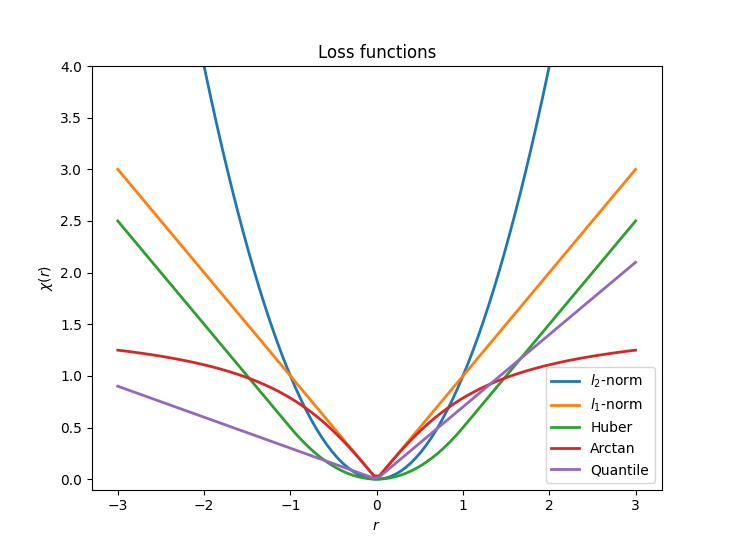 Loss functions
4.0
3.5
3.0
2.5
2.0
1.5
1.0
0.5
0.0
χ(r)
−3 −2 −1 0 1 2 3
r
l₂-norm
l₁-norm
Huber
Arctan
Quantile